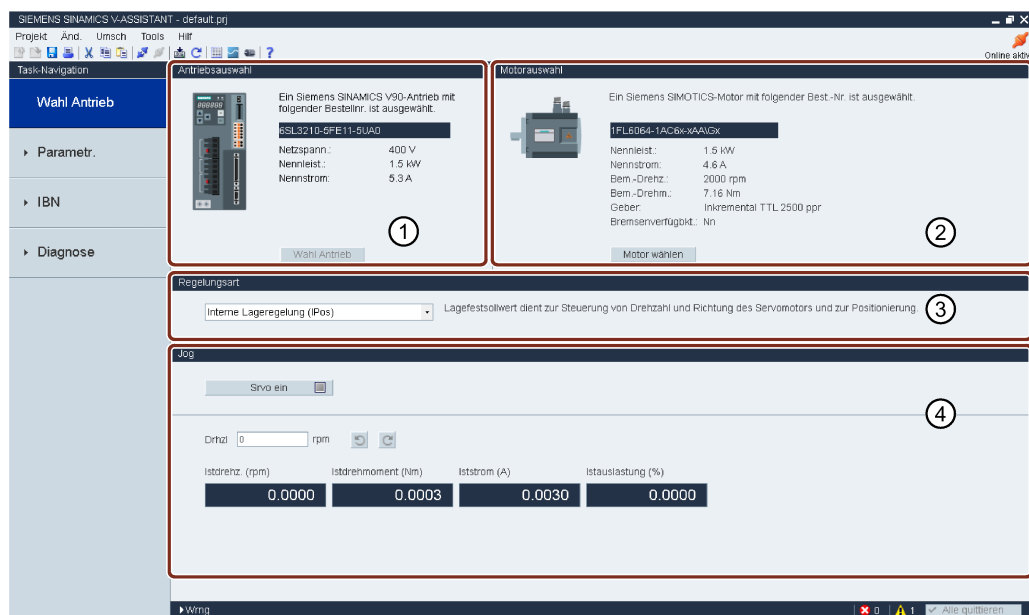 SIEMENS SINAMICS V-ASSISTANT - default.prj
Projekt Änd. Umsch Tools Hilf
Online aktiv
Task-Navigation
Wahl Antrieb
Parametr.
IBN
Diagnose
Antriebsauswahl
Ein Siemens SINAMICS V90-Antrieb mit
folgender Bestellnr. ist ausgewählt.
6SL3210-5FE11-5UA0
Netzspann.: 400 V
Nennleist.: 1.5 kW
Nennstrom: 5.3 A
1
Wahl Antrieb
Motorauswahl
Ein Siemens SIMOTICS-Motor mit folgender Best.-Nr. ist ausgewählt.
1FL6064-1AC6x-xAA\Gx
Nennleist.: 1.5 kW
Nennstrom: 4.6 A
Bem.-Drehz.: 2000 rpm
Bem.-Drehm.: 7.16 Nm
Geber: Inkremental TTL 2500 ppr
Bremsenverfügbkt.: Nn
2
Motor wählen
Regelungsart
Interne Lageregelung (IPos)
Lagefestsollwert dient zur Steuerung von Drehzahl und Richtung des Servomotors und zur Positionierung.
3
Jog
Srvo ein
4
Drhzl 0 rpm
Istdrehz. (rpm) Istdrehmoment (Nm) Iststrom (A) Istauslastung (%)
0.0000 0.0003 0.0030 0.0000
Wrng
0 1 Alle quittieren